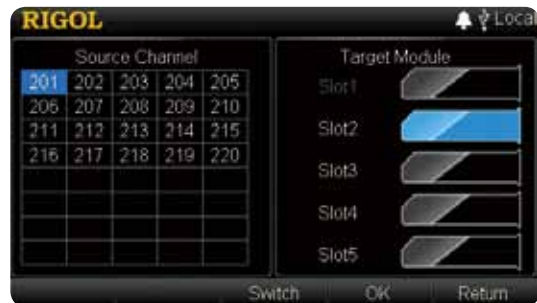 RIGOL Local
Source Channel
201 202 203 204 205
206 207 208 209 210
211 212 213 214 215
216 217 218 219 220
Target Module
Slot1
Slot2
Slot3
Slot4
Slot5
Switch OK Return